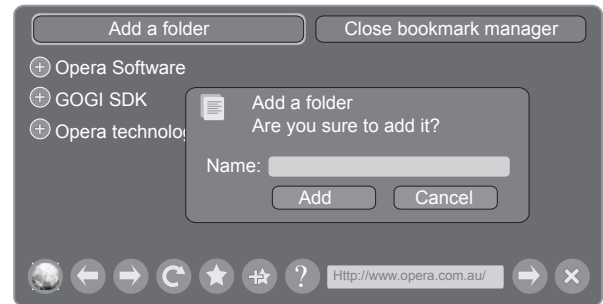 Add a folder
Close bookmark manager
Opera Software
GOGI SDK
Opera technolo
Add a folder
Are you sure to add it?
Name:
Add
Cancel
?
Http://www.opera.com.au/